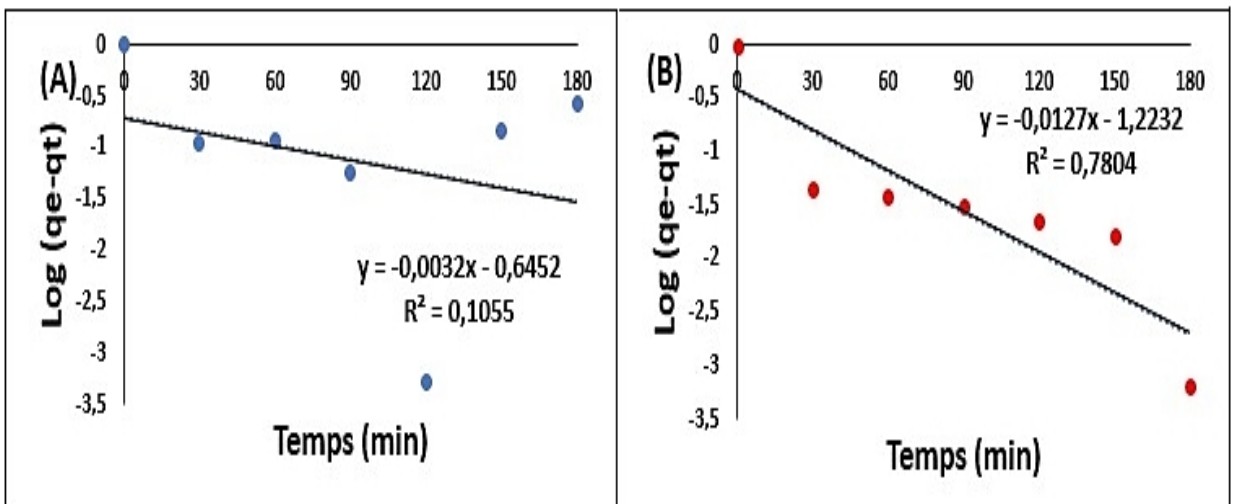 (A)
Log (qe-qt)
0
-0,5
-1
-1,5
-2
-2,5
-3
-3,5
0 30 60 90 120 150 180
y = -0,0032x - 0,6452
R² = 0,1055
Temps (min)
(B)
Log (qe-qt)
0
-0,5
-1
-1,5
-2
-2,5
-3
-3,5
0 30 60 90 120 150 180
y = -0,0127x - 1,2232
R² = 0,7804
Temps (min)